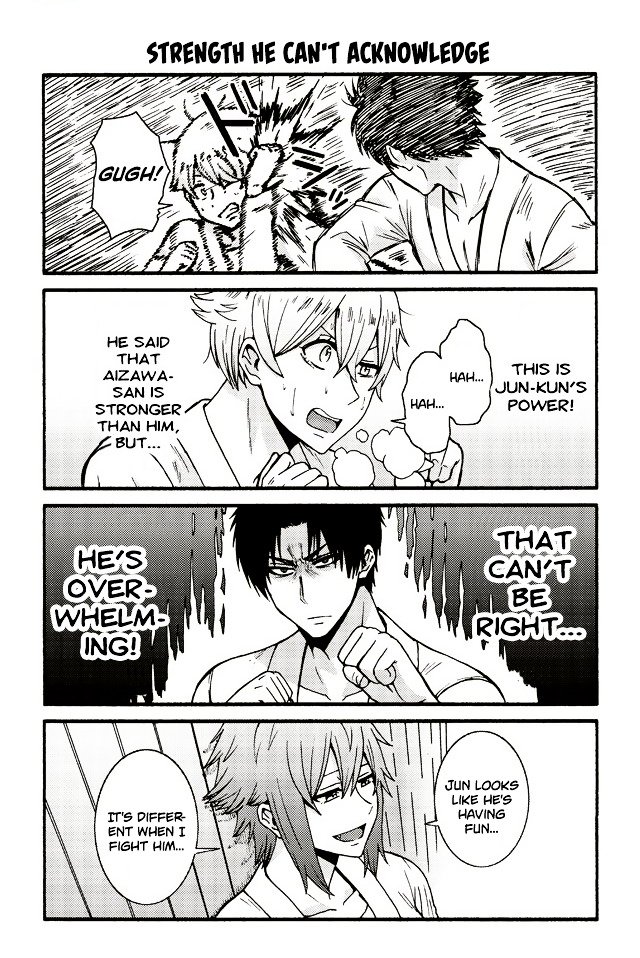 STRENGTH HE CAN'T ACKNOWLEDGE
GUGH!
THIS IS
JUN-KUN'S
POWER!
HAH...
HAH...
HE SAID
THAT
AIZAWA-
SAN IS
STRONGER
THAN HIM,
BUT...
THAT
CAN'T
BE
RIGHT...
HE'S
OVER-
WHELM-
ING!
JUN LOOKS
LIKE HE'S
HAVING
FUN...
IT'S DIFFER-
ENT WHEN I
FIGHT HIM...